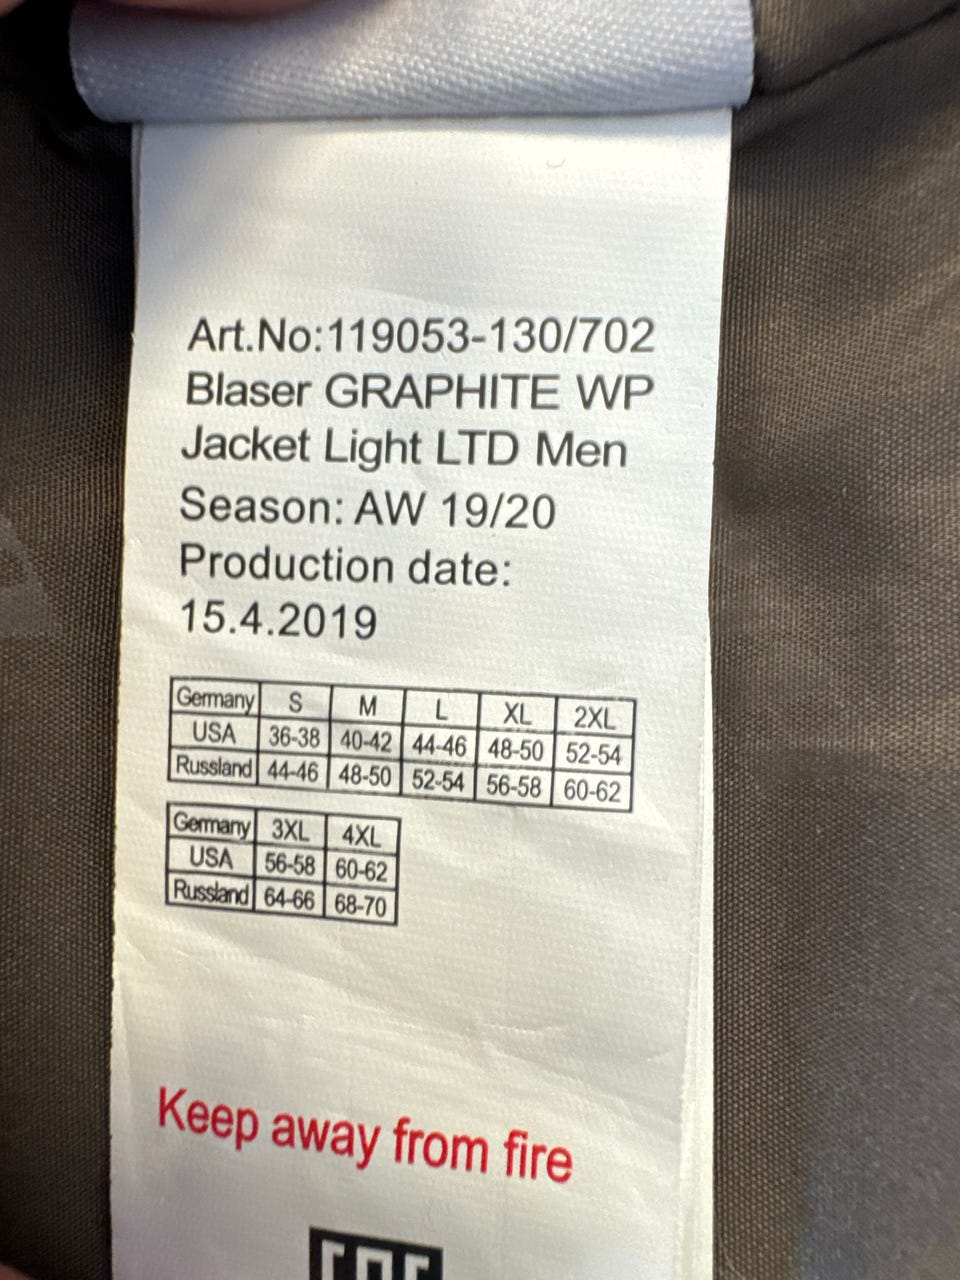 Art.No:119053-130/702
Blaser GRAPHITE WP
Jacket Light LTD Men
Season: AW 19/20
Production date:
15.4.2019
Germany S M L XL 2XL
USA 36-38 40-42 44-46 48-50 52-54
Russland 44-46 48-50 52-54 56-58 60-62
Germany 3XL 4XL
USA 56-58 60-62
Russland 64-66 68-70
Keep away from fire